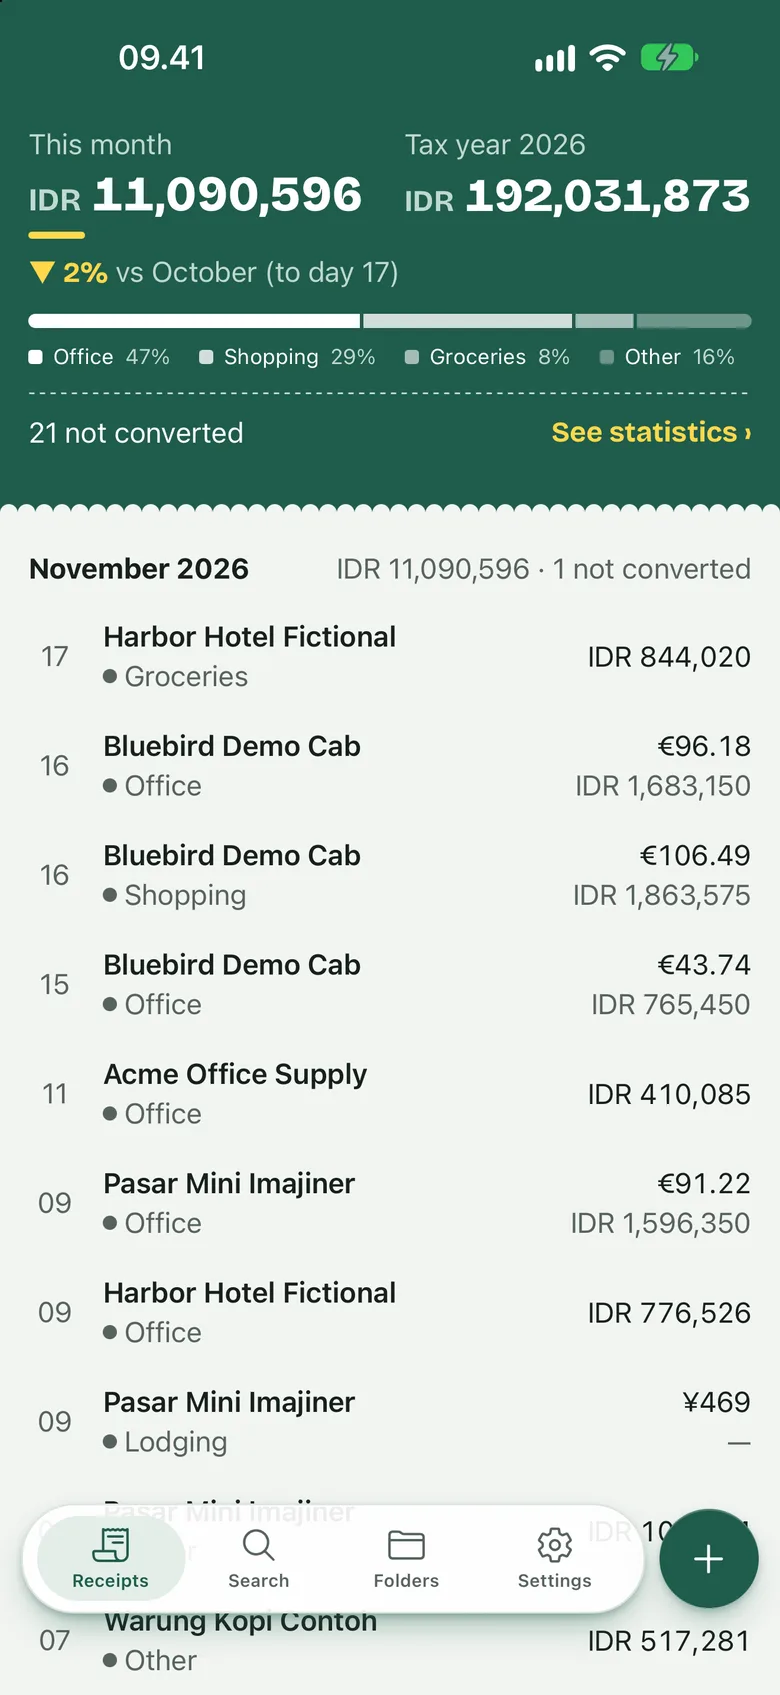 09.41
This month
IDR 11,090,596
Tax year 2026
IDR 192,031,873
▼ 2% vs October (to day 17)
Office 47% Shopping 29% Groceries 8% Other 16%
21 not converted
See statistics ›
November 2026
IDR 11,090,596 · 1 not converted
17
Harbor Hotel Fictional
Groceries
IDR 844,020
16
Bluebird Demo Cab
Office
€96.18
IDR 1,683,150
16
Bluebird Demo Cab
Shopping
€106.49
IDR 1,863,575
15
Bluebird Demo Cab
Office
€43.74
IDR 765,450
11
Acme Office Supply
Office
IDR 410,085
09
Pasar Mini Imajiner
Office
€91.22
IDR 1,596,350
09
Harbor Hotel Fictional
Office
IDR 776,526
09
Pasar Mini Imajiner
Lodging
¥469
—
Pasar Mini Imajiner
IDR
Receipts
Search
Folders
Settings
+
07
Warung Kopi Contoh
Other
IDR 517,281